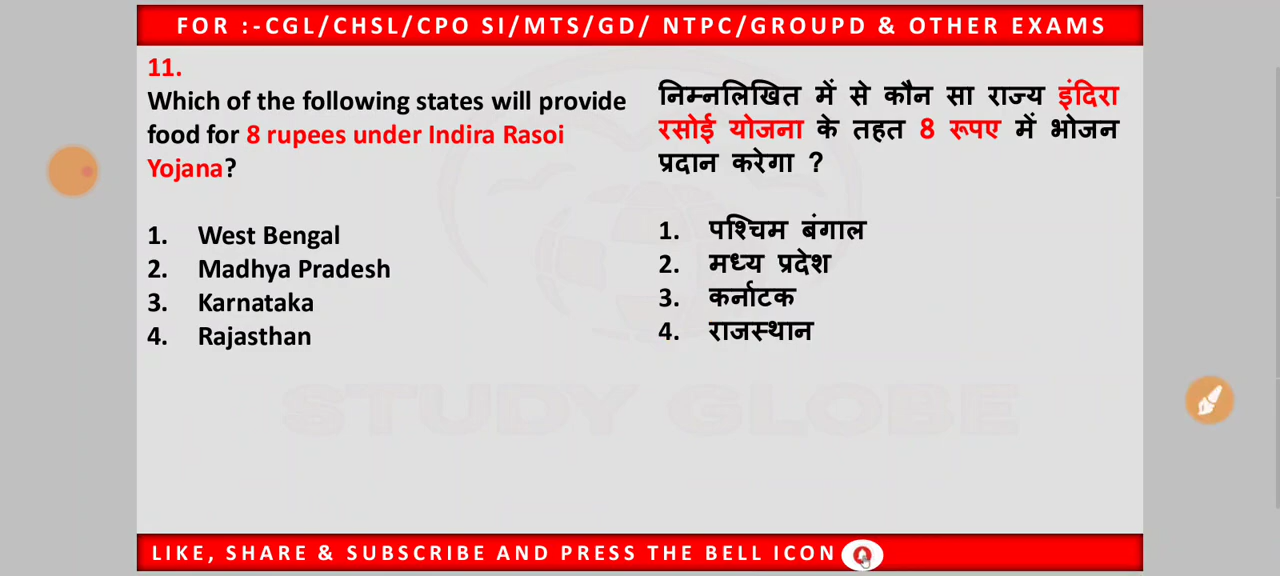 FOR :-CGL/CHSL/CPO SI/MTS/GD/ NTPC/GROUPD & OTHER EXAMS
11.
Which of the following states will provide
food for 8 rupees under Indira Rasoi
Yojana?
1. West Bengal
2. Madhya Pradesh
3. Karnataka
4. Rajasthan
निम्नलिखित में से कौन सा राज्य इंदिरा
रसोई योजना के तहत 8 रूपए में भोजन
प्रदान करेगा ?
1. पश्चिम बंगाल
2. मध्य प्रदेश
3. कर्नाटक
4. राजस्थान
STUDY GLOBE
LIKE, SHARE & SUBSCRIBE AND PRESS THE BELL ICON